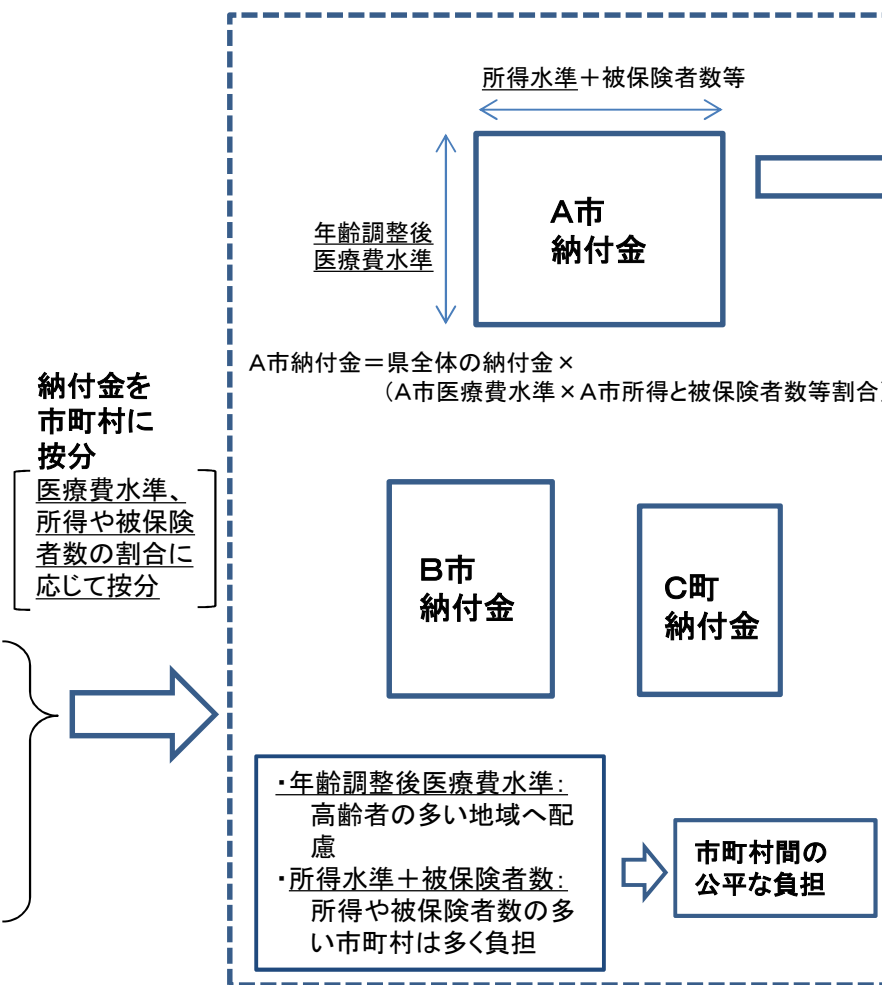 所得水準＋被保険者数等
年齢調整後
医療費水準
A市
納付金
A市納付金＝県全体の納付金×
（A市医療費水準×A市所得と被保険者数等割合）
納付金を
市町村に
按分
医療費水準、
所得や被保険
者数の割合に
応じて按分
B市
納付金
C町
納付金
・年齢調整後医療費水準：
高齢者の多い地域へ配
慮
・所得水準＋被保険者数：
所得や被保険者数の多
い市町村は多く負担
市町村間の
公平な負担